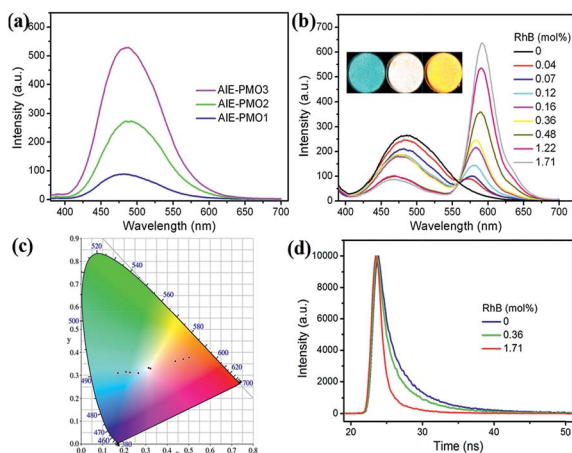 (a)
Intensity (a.u.)
600
500
400
300
200
100
0
AIE-PMO3
AIE-PMO2
AIE-PMO1
400 450 500 550 600 650 700
Wavelength (nm)
(b)
Intensity (a.u.)
700
600
500
400
300
200
100
0
RhB
(mol%)
0
0.04
0.07
0.12
0.16
0.36
0.48
1.22
1.71
400 450 500 550 600 650 700
Wavelength (nm)
(c)
0.9
0.8
0.7
0.6
0.5
0.4
0.3
0.2
0.1
0.0
y
520
540
560
580
600
620
700
500
490
480
470
460
380
0.0 0.1 0.2 0.3 0.4 0.5 0.6 0.7 0.8
(d)
Intensity (a.u.)
10000
8000
6000
4000
2000
0
RhB (mol%)
0
0.36
1.71
20 30 40 50
Time (ns)